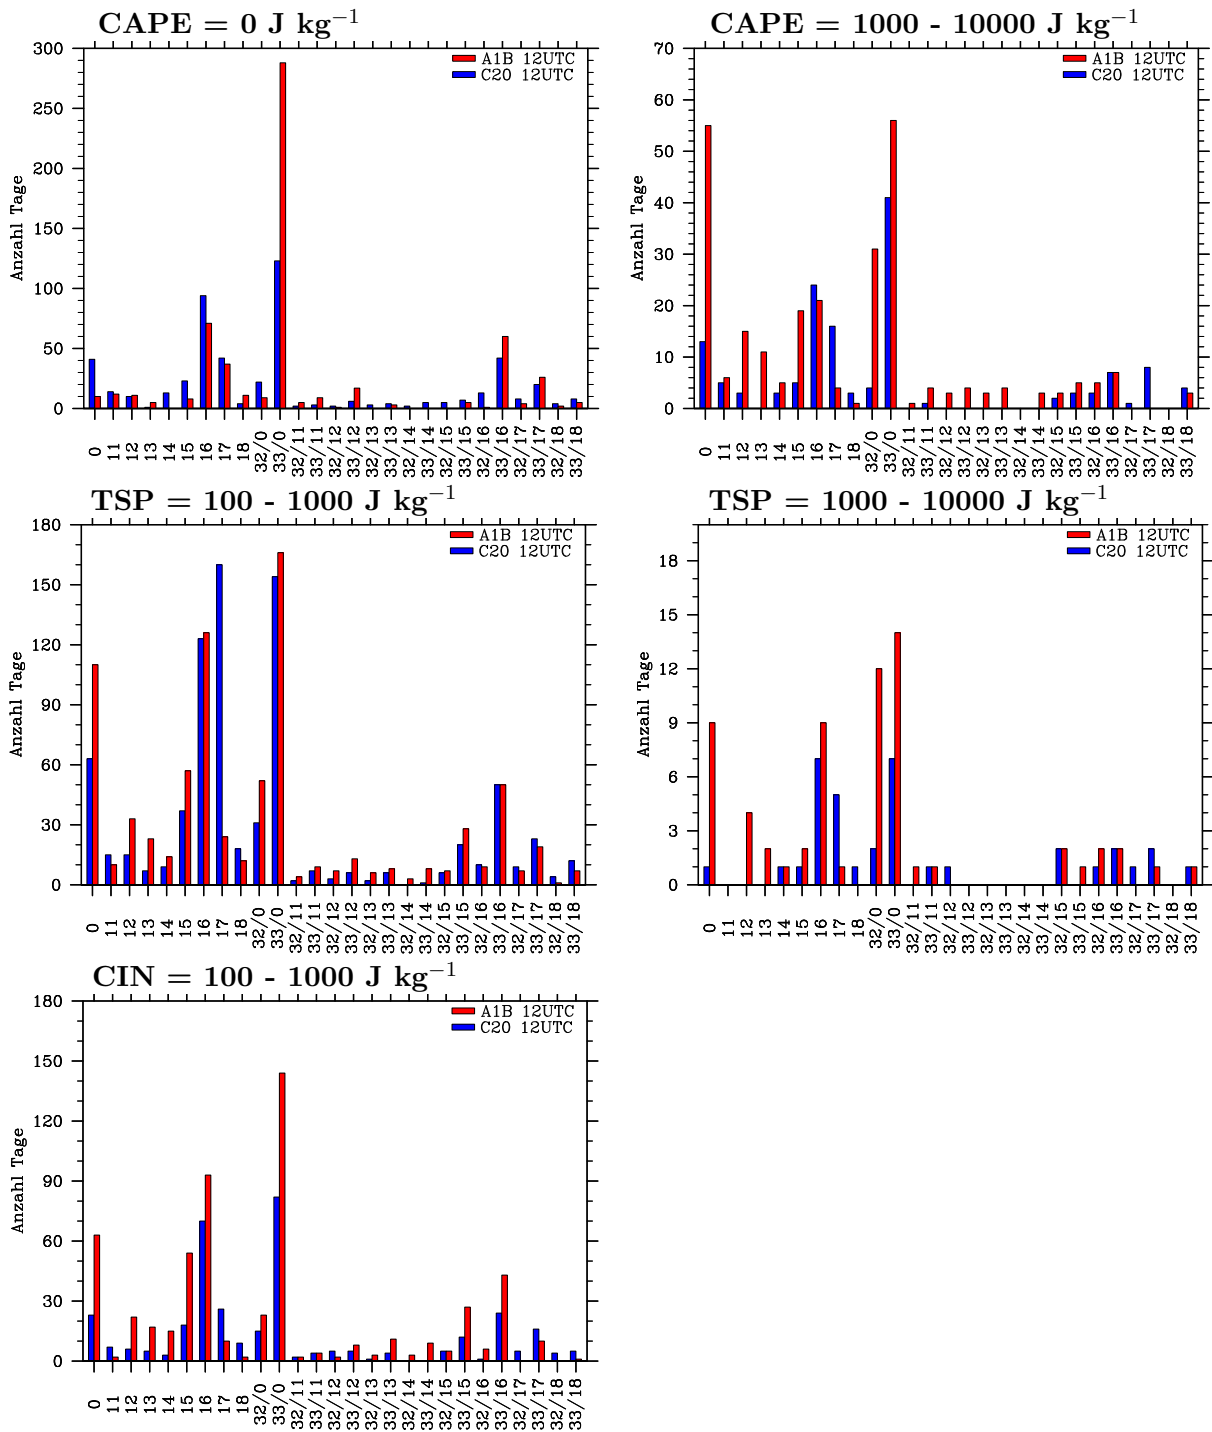 CAPE = 0 J kg−1
A1B 12UTC
C20 12UTC
Anzahl Tage
300
250
200
150
100
50
0
0 11 12 13 14 15 16 17 18 32/0 33/0 32/11 33/11 32/12 33/12 32/13 33/13 32/14 33/14 32/15 33/15 32/16 33/16 32/17 33/17 32/18 33/18
CAPE = 1000 - 10000 J kg−1
A1B 12UTC
C20 12UTC
Anzahl Tage
70
60
50
40
30
20
10
0
0 11 12 13 14 15 16 17 18 32/0 33/0 32/11 33/11 32/12 33/12 32/13 33/13 32/14 33/14 32/15 33/15 32/16 33/16 32/17 33/17 32/18 33/18
TSP = 100 - 1000 J kg−1
A1B 12UTC
C20 12UTC
Anzahl Tage
180
150
120
90
60
30
0
0 11 12 13 14 15 16 17 18 32/0 33/0 32/11 33/11 32/12 33/12 32/13 33/13 32/14 33/14 32/15 33/15 32/16 33/16 32/17 33/17 32/18 33/18
TSP = 1000 - 10000 J kg−1
A1B 12UTC
C20 12UTC
Anzahl Tage
18
15
12
9
6
3
0
0 11 12 13 14 15 16 17 18 32/0 33/0 32/11 33/11 32/12 33/12 32/13 33/13 32/14 33/14 32/15 33/15 32/16 33/16 32/17 33/17 32/18 33/18
CIN = 100 - 1000 J kg−1
A1B 12UTC
C20 12UTC
Anzahl Tage
180
150
120
90
60
30
0
0 11 12 13 14 15 16 17 18 32/0 33/0 32/11 33/11 32/12 33/12 32/13 33/13 32/14 33/14 32/15 33/15 32/16 33/16 32/17 33/17 32/18 33/18